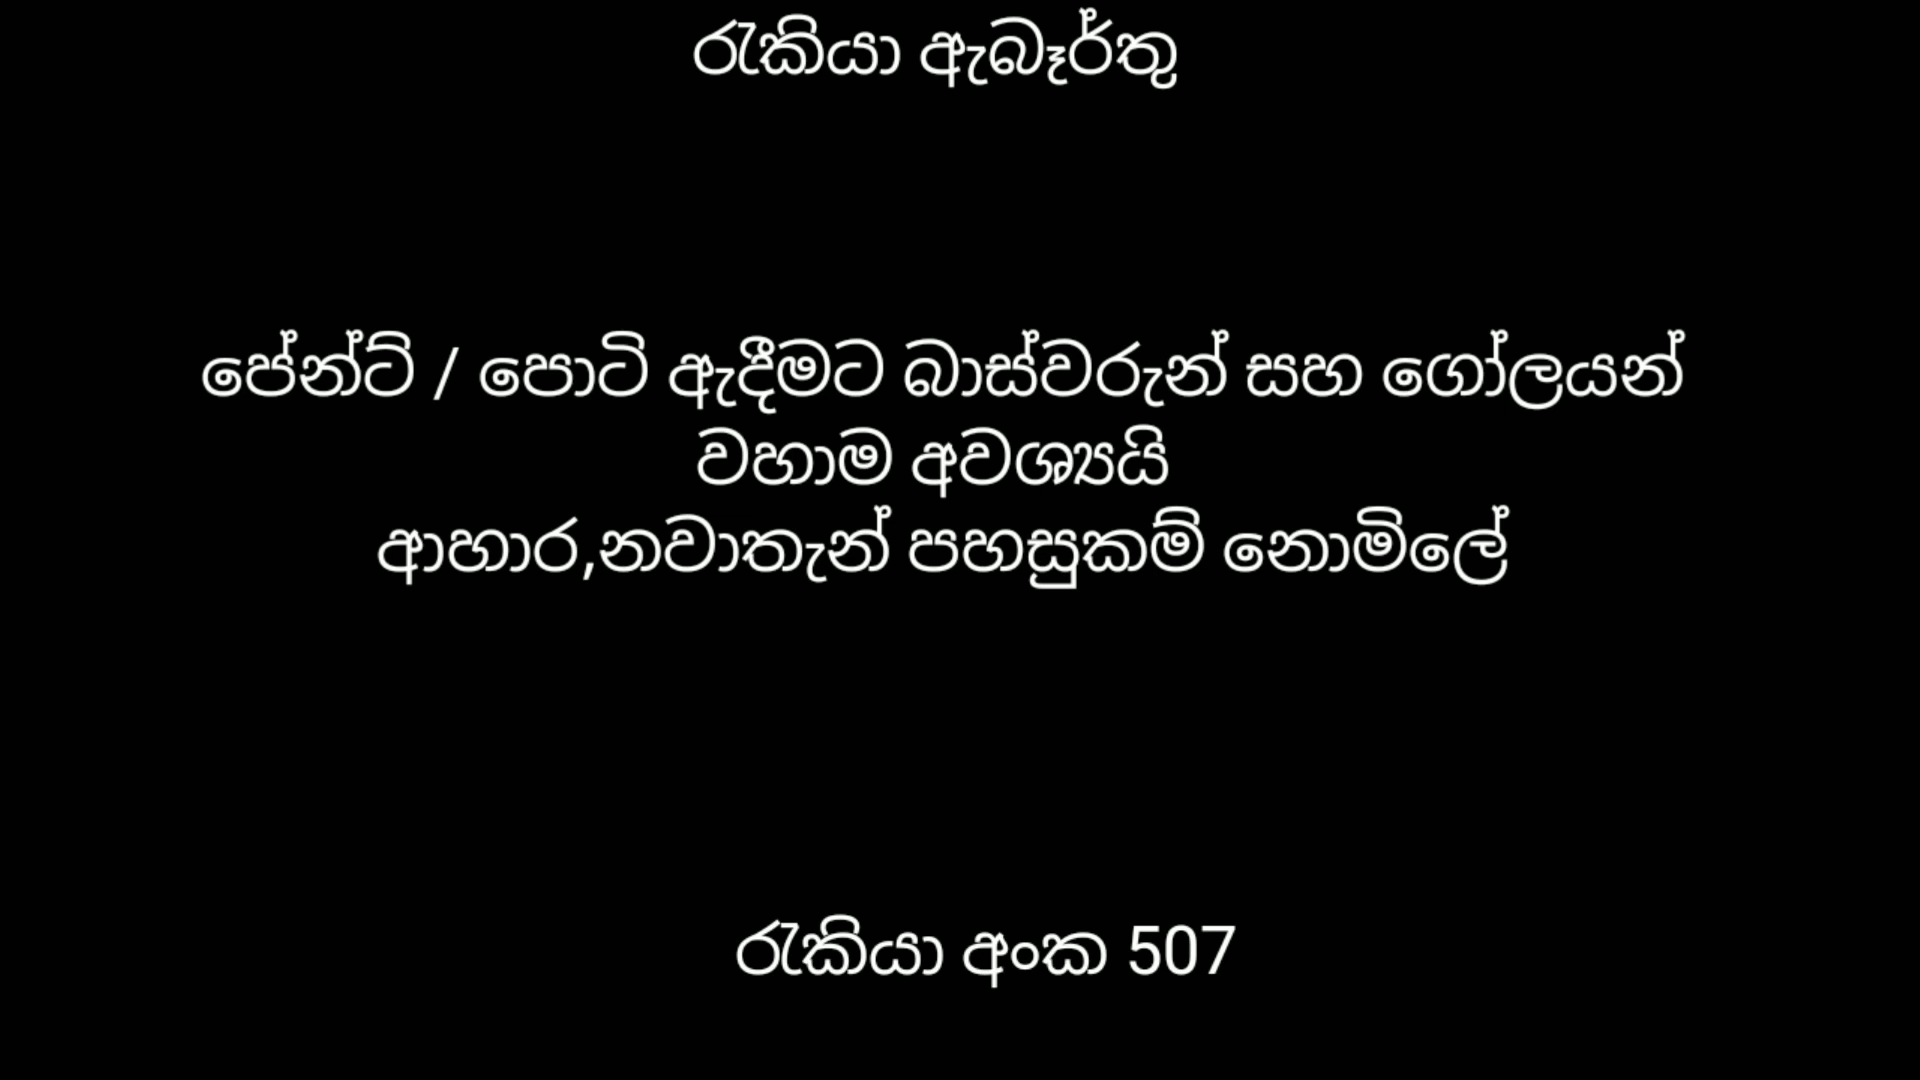 රැකියා ඇබෑර්තු
පේන්ට් / පොටි ඇදීමට බාස්වරුන් සහ ගෝලයන්
වහාම අවශ්‍යයි
ආහාර,නවාතැන් පහසුකම් නොමිලේ
රැකියා අංක 507